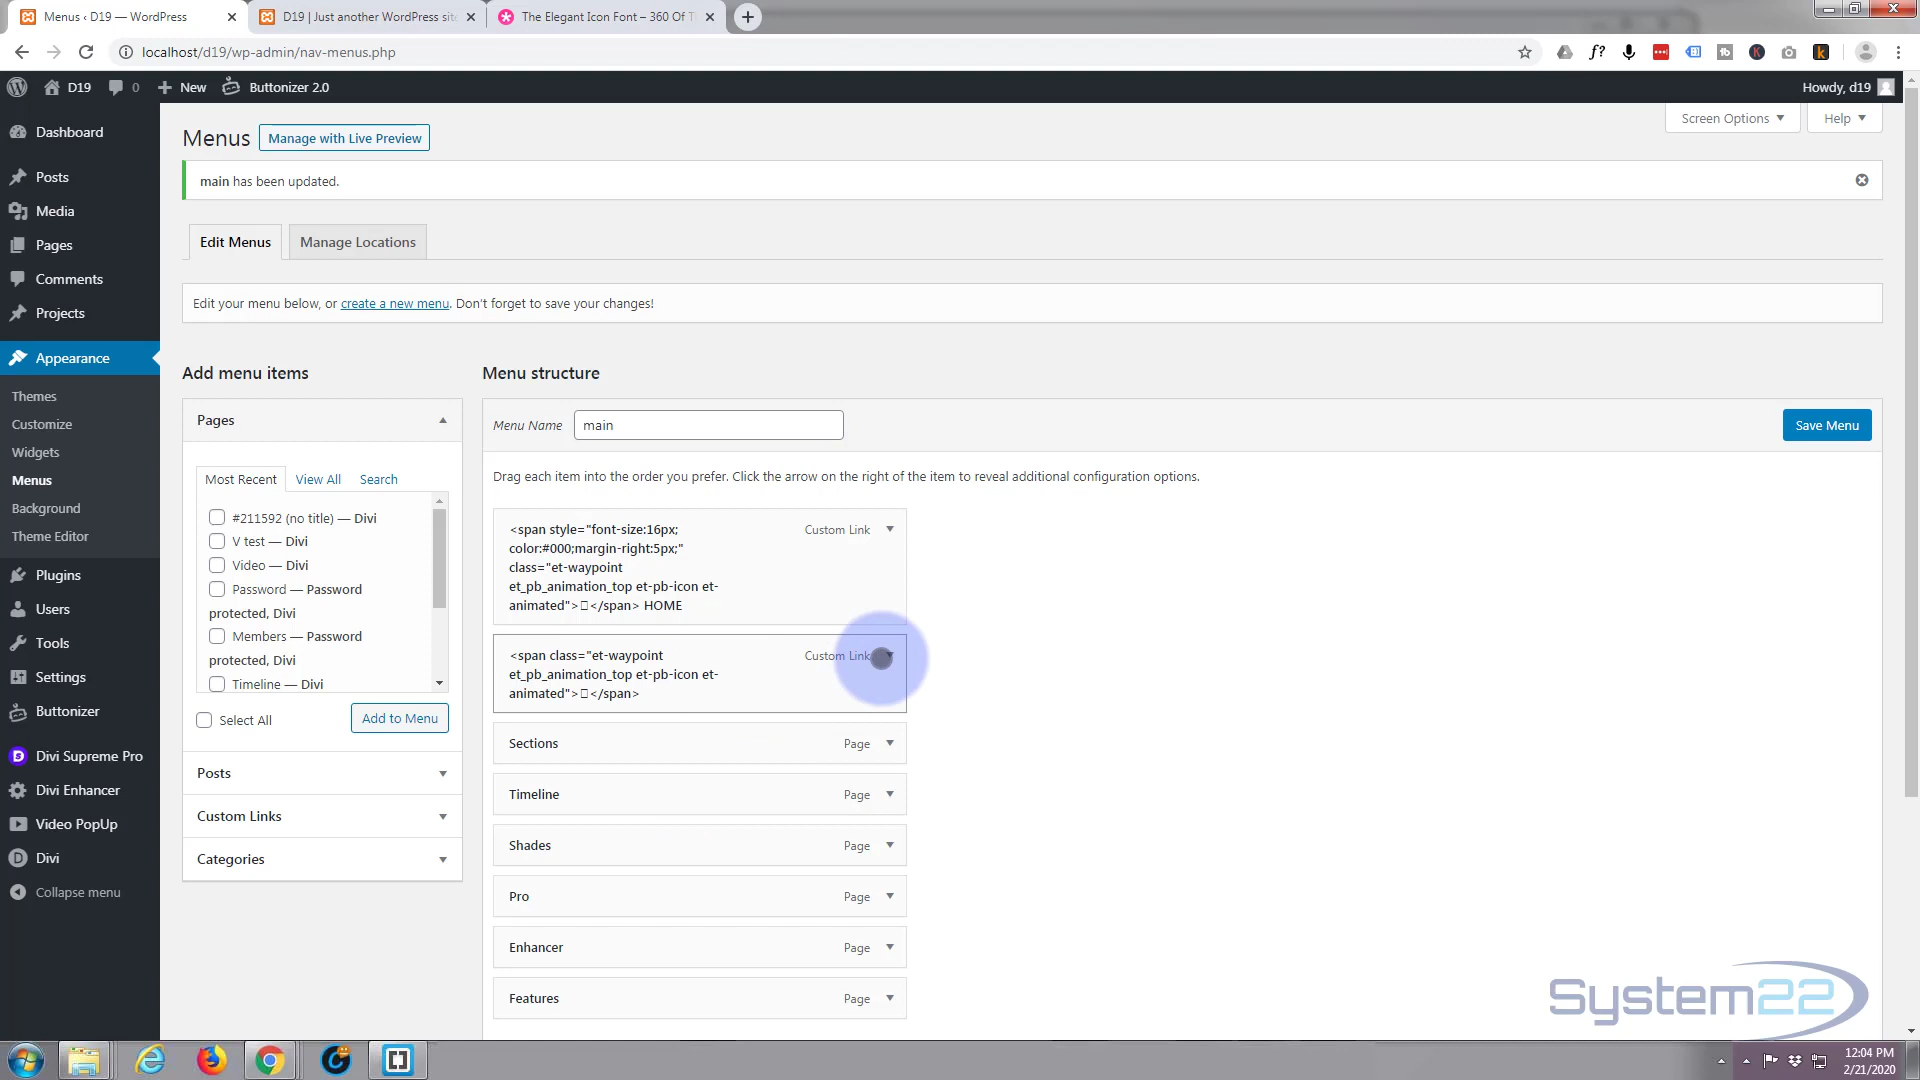 Menus ‹ D19 — WordPress
D19 | Just another WordPress site
The Elegant Icon Font – 360 Of T
localhost/d19/wp-admin/nav-menus.php
D19
0
New
Buttonizer 2.0
Howdy, d19
Dashboard
Posts
Media
Pages
Comments
Projects
Appearance
Themes
Customize
Widgets
Menus
Background
Theme Editor
Plugins
Users
Tools
Settings
Buttonizer
Divi Supreme Pro
Divi Enhancer
Video PopUp
Divi
Collapse menu
Screen Options
Help
Menus
Manage with Live Preview
main has been updated.
Edit Menus
Manage Locations
Edit your menu below, or create a new menu. Don't forget to save your changes!
Add menu items
Pages
Most Recent
View All
Search
#211592 (no title) — Divi
V test — Divi
Video — Divi
Password — Password
protected, Divi
Members — Password
protected, Divi
Timeline — Divi
Select All
Add to Menu
Posts
Custom Links
Categories
Menu structure
Menu Name
main
Save Menu
Drag each item into the order you prefer. Click the arrow on the right of the item to reveal additional configuration options.
<span style="font-size:16px;
color:#000;margin-right:5px;"
class="et-waypoint
et_pb_animation_top et-pb-icon et-
animated"></span> HOME
Custom Link
<span class="et-waypoint
et_pb_animation_top et-pb-icon et-
animated"></span>
Custom Link
Sections
Page
Timeline
Page
Shades
Page
Pro
Page
Enhancer
Page
Features
Page
System22
12:04 PM
2/21/2020